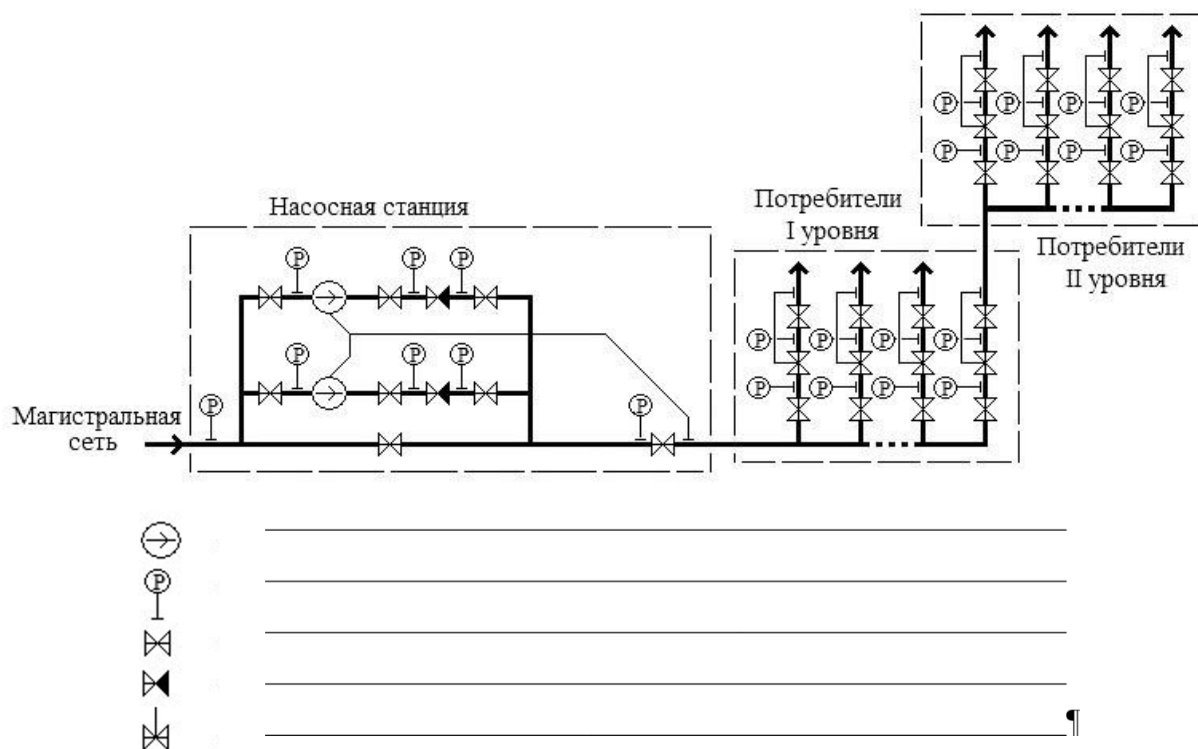 Насосная станция
Потребители
I уровня
Потребители
II уровня
Магистральная
сеть
P P P
P P P
P P
P P P P
P P P P
P P P P
P P P P
P
¶